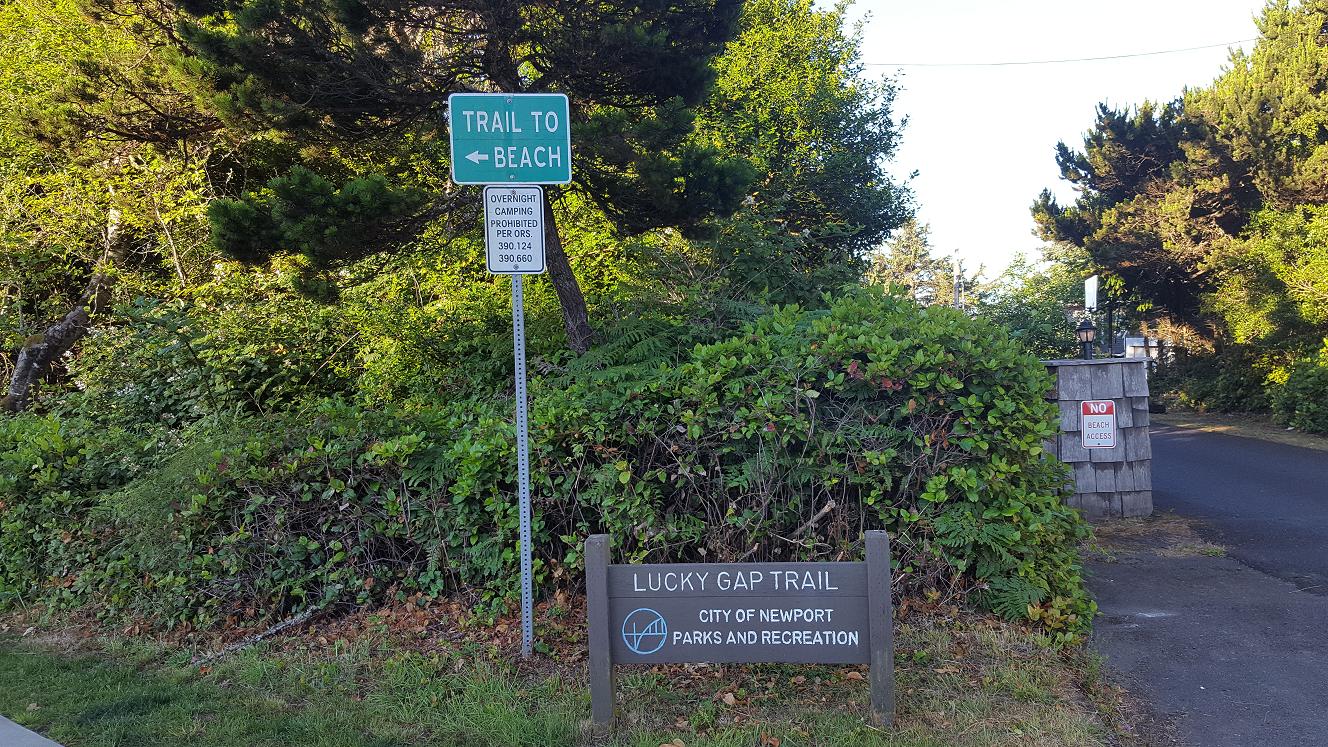 TRAIL TO
← BEACH
OVERNIGHT
CAMPING
PROHIBITED
PER ORS.
390.124
390.660
NO
BEACH
ACCESS
LUCKY GAP TRAIL
CITY OF NEWPORT
PARKS AND RECREATION